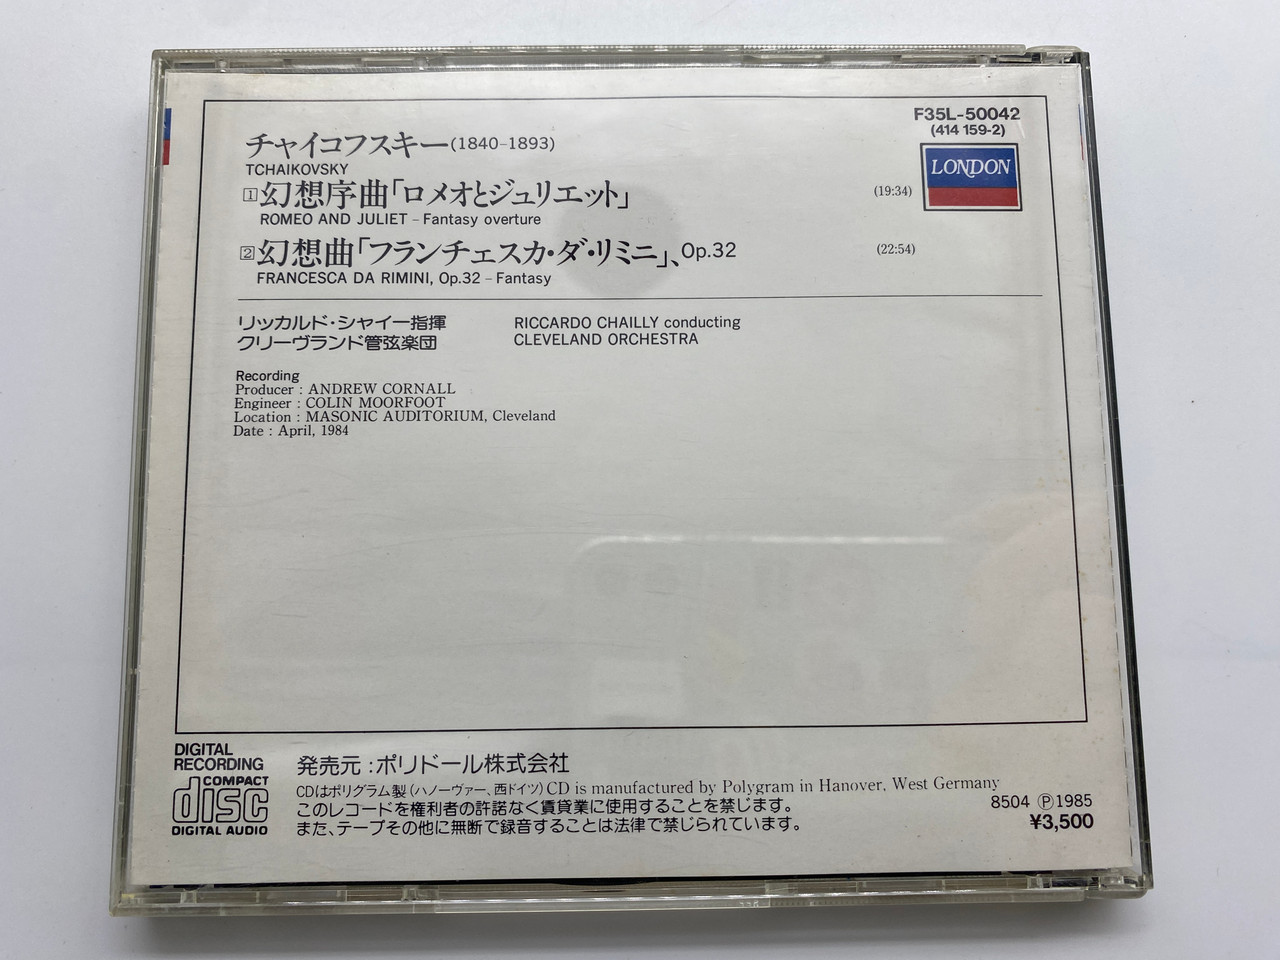 F35L-50042
(414 159-2)
LONDON
チャイコフスキー(1840-1893)
TCHAIKOVSKY
1 幻想序曲「ロメオとジュリエット」 (19:34)
ROMEO AND JULIET – Fantasy overture
2 幻想曲「フランチェスカ・ダ・リミニ」、Op.32 (22:54)
FRANCESCA DA RIMINI, Op.32 – Fantasy
リッカルド・シャイー指揮 RICCARDO CHAILLY conducting
クリーヴランド管弦楽団 CLEVELAND ORCHESTRA
Recording
Producer : ANDREW CORNALL
Engineer : COLIN MOORFOOT
Location : MASONIC AUDITORIUM, Cleveland
Date : April, 1984
DIGITAL
RECORDING
COMPACT
disc
DIGITAL AUDIO
発売元:ポリドール株式会社
CDはポリグラム製(ハノーヴァー、西ドイツ) CD is manufactured by Polygram in Hanover, West Germany
このレコードを権利者の許諾なく賃貸業に使用することを禁じます。
また、テープその他に無断で録音することは法律で禁じられています。
8504 Ⓟ1985
¥3,500